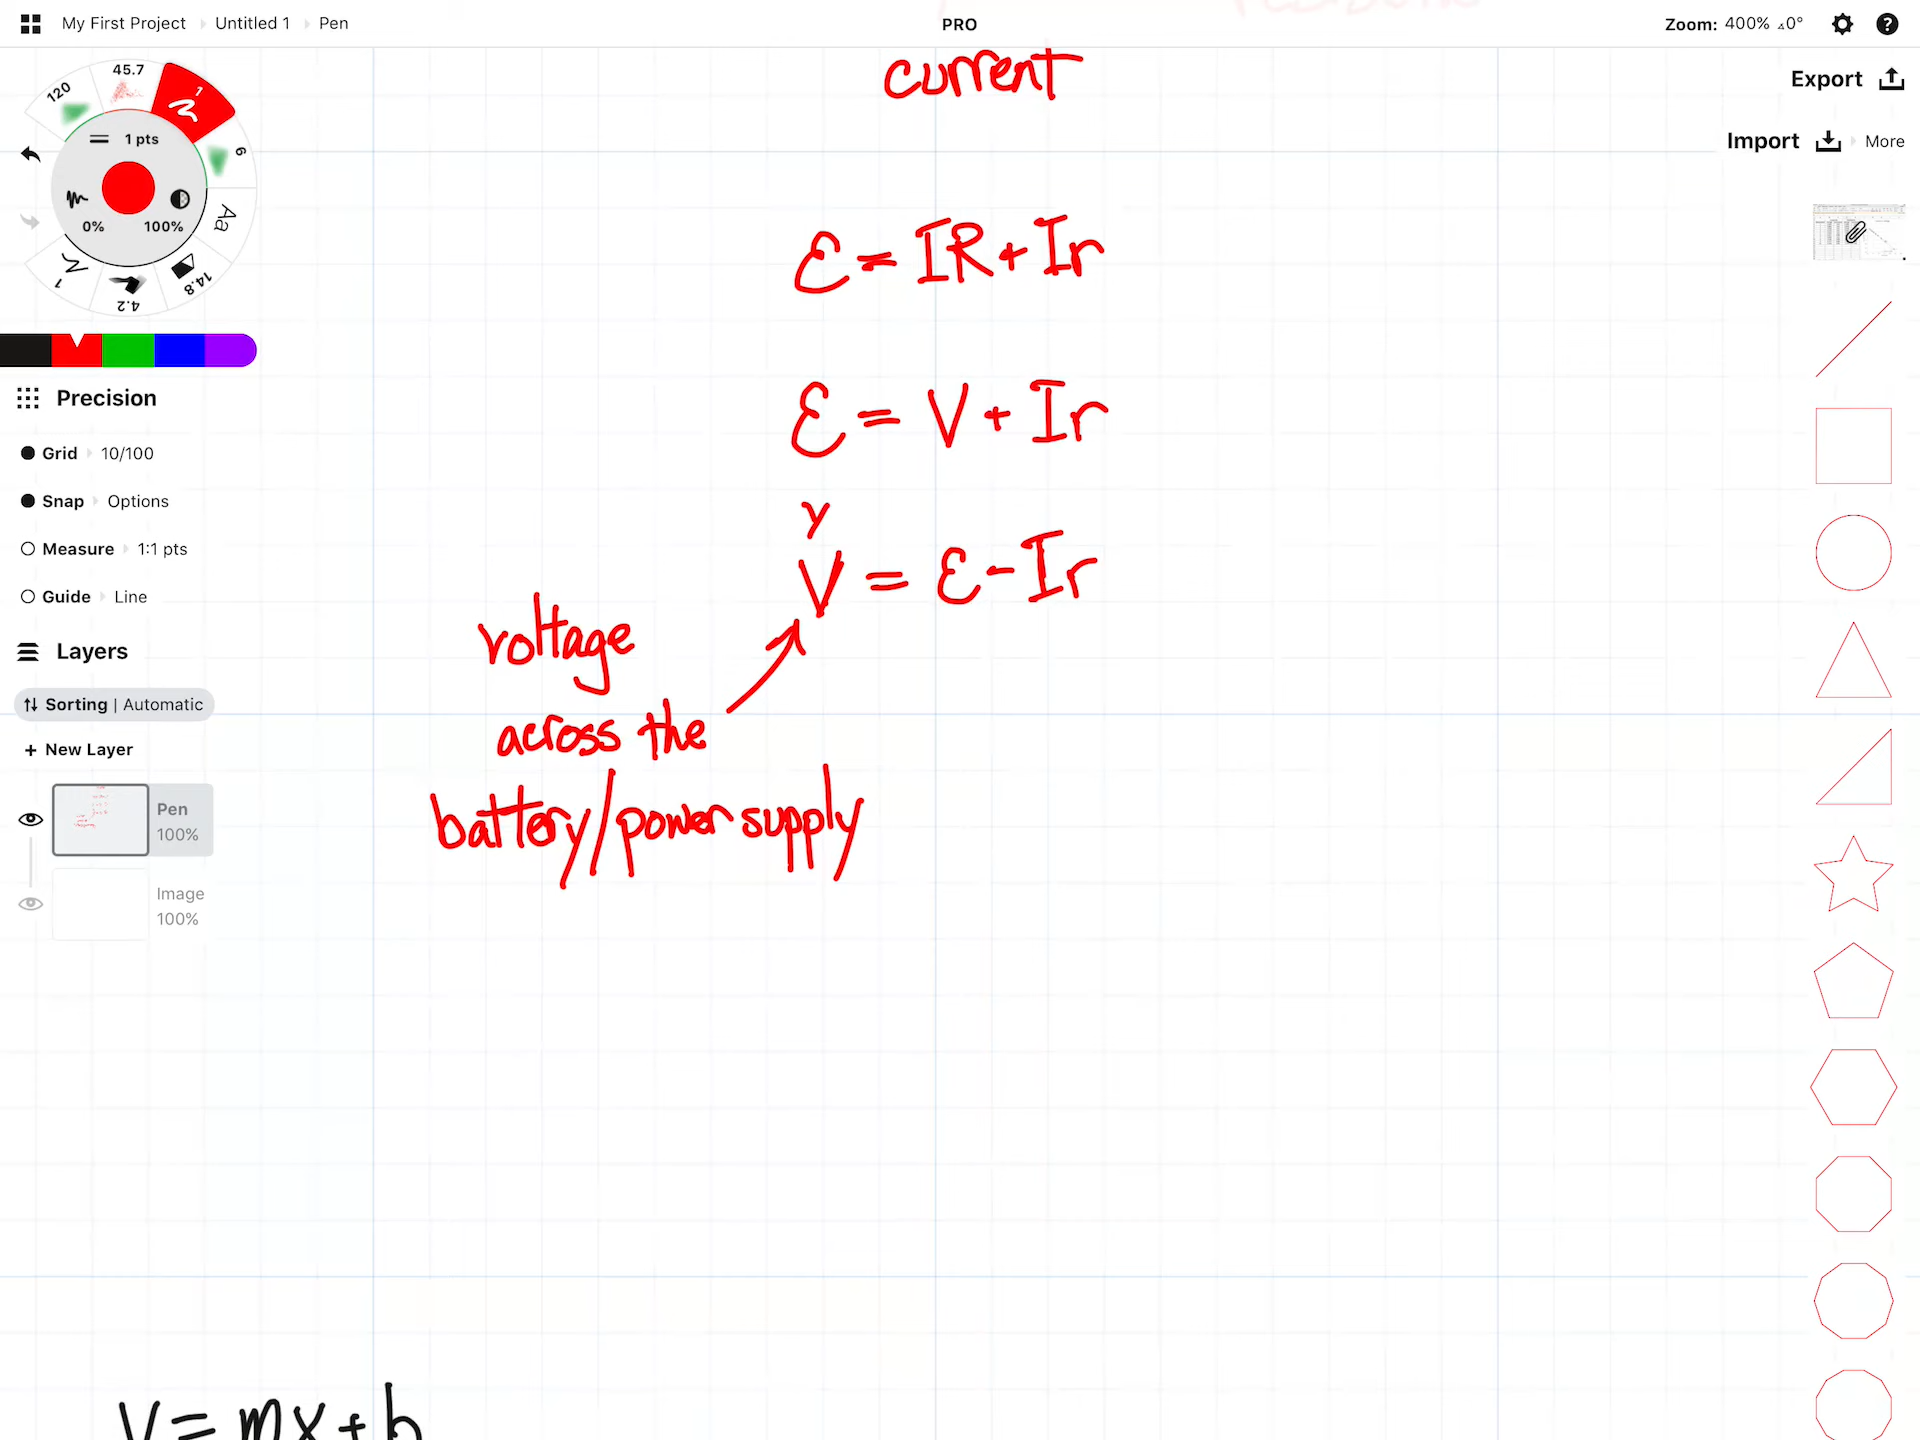 My First Project Untitled 1 Pen
PRO
Zoom: 400% 0°
Export
Import More
120
45.7
1
6
1 pts
0%
100%
Aa
14.8
4.2
1
Precision
Grid 10/100
Snap Options
Measure 1:1 pts
Guide Line
Layers
Sorting | Automatic
+ New Layer
Pen
100%
Image
100%
current
ℰ = IR + Ir
ℰ = V + Ir
y
V = ℰ - Ir
voltage
across the
battery/power supply
y = mx + b